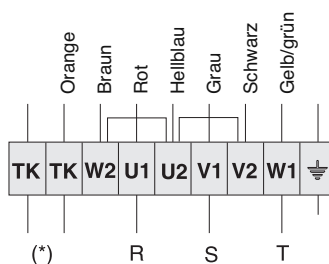 Orange Braun Rot Hellblau Grau Schwarz Gelb/grün
TK TK W2 U1 U2 V1 V2 W1
(*) R S T